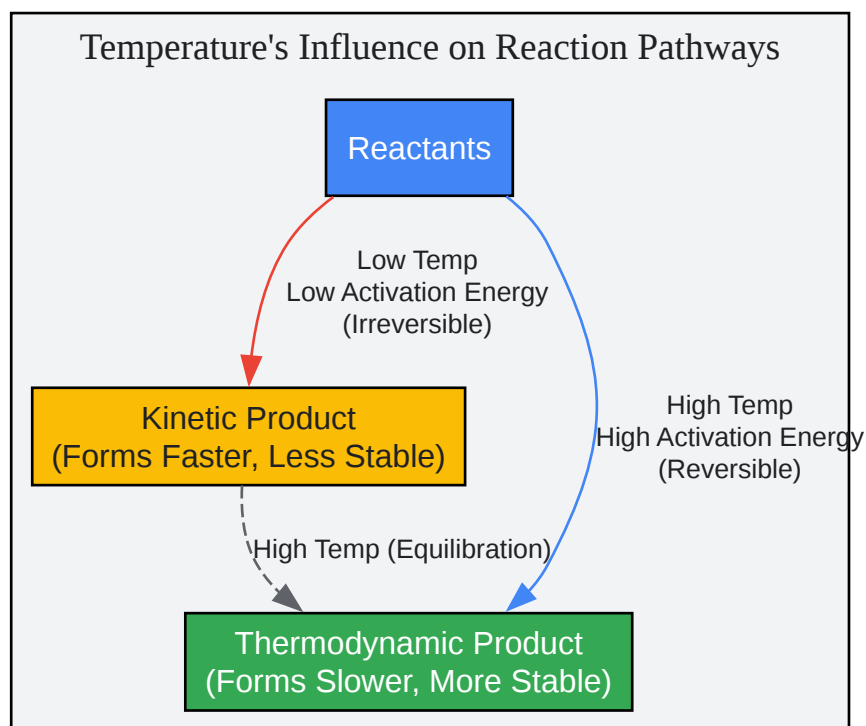 Temperature's Influence on Reaction Pathways
Reactants
Low Temp
Low Activation Energy
(Irreversible)
Kinetic Product
(Forms Faster, Less Stable)
High Temp
High Activation Energy
(Reversible)
High Temp (Equilibration)
Thermodynamic Product
(Forms Slower, More Stable)